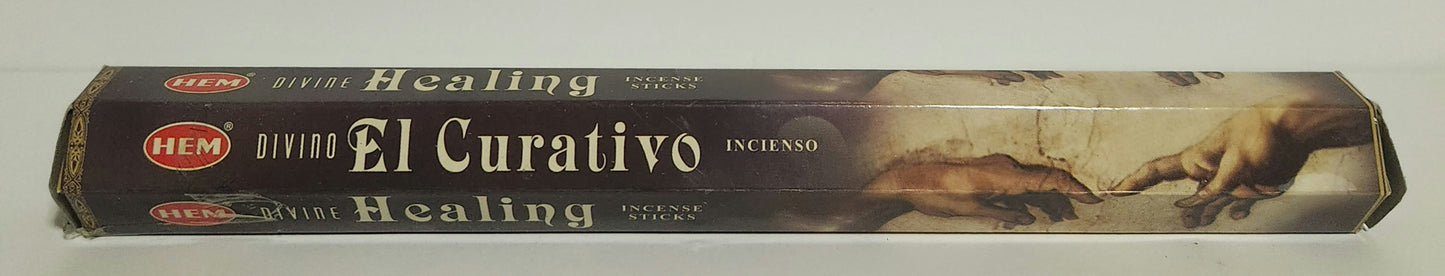 HEM® DIVINE Healing INCENSE STICKS
HEM® DIVINO El Curativo INCIENSO
HEM DIVINE Healing INCENSE STICKS